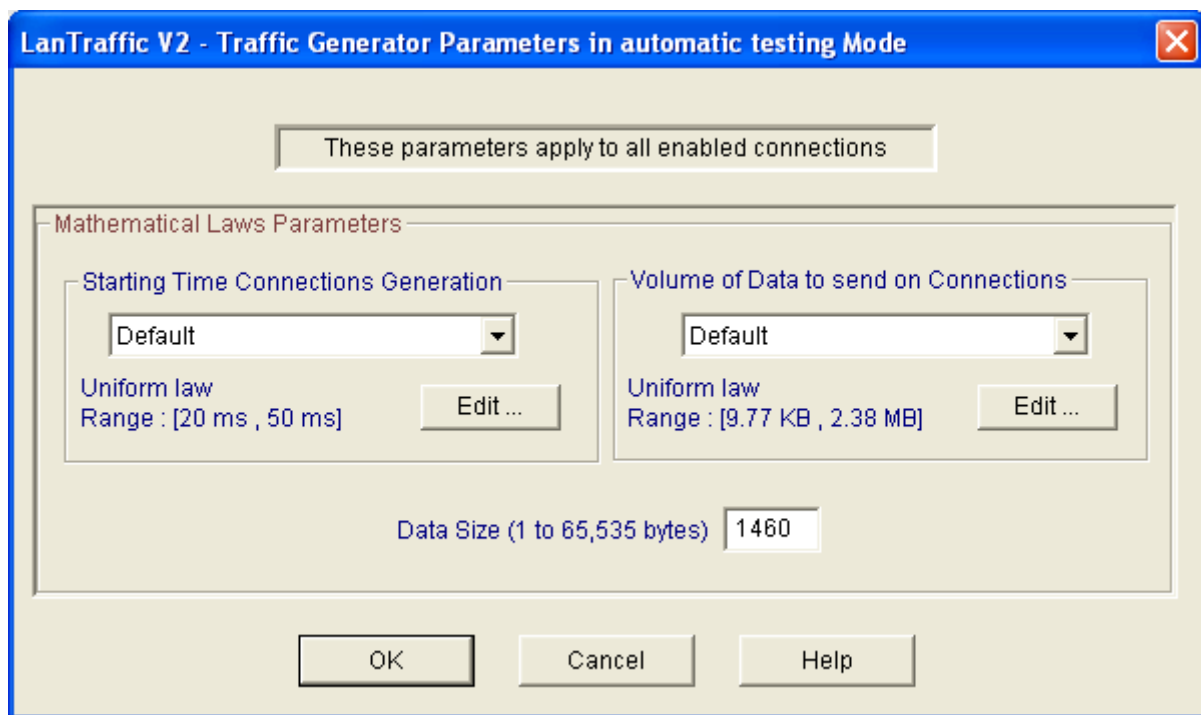 LanTraffic V2 - Traffic Generator Parameters in automatic testing Mode
These parameters apply to all enabled connections
Mathematical Laws Parameters
Starting Time Connections Generation
Default
Uniform law
Range : [20 ms , 50 ms]
Edit ...
Volume of Data to send on Connections
Default
Uniform law
Range : [9.77 KB , 2.38 MB]
Edit ...
Data Size (1 to 65,535 bytes) 1460
OK Cancel Help